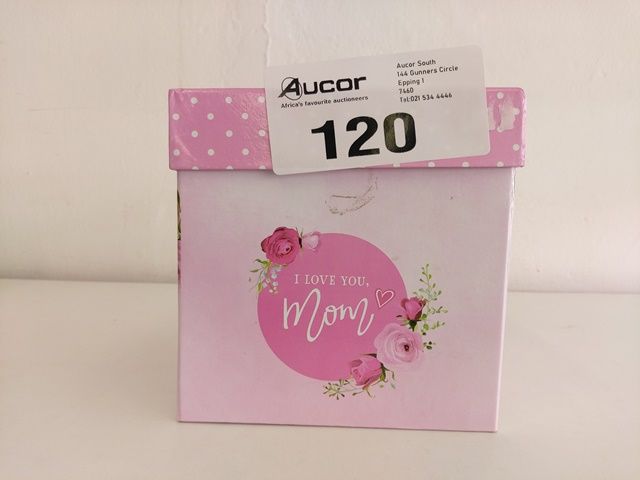 Aucor
Africa's favourite auctioneers
Aucor South
144 Gunners Circle
Epping 1
7460
Tel:021 534 4446
120
I LOVE YOU,
Mom